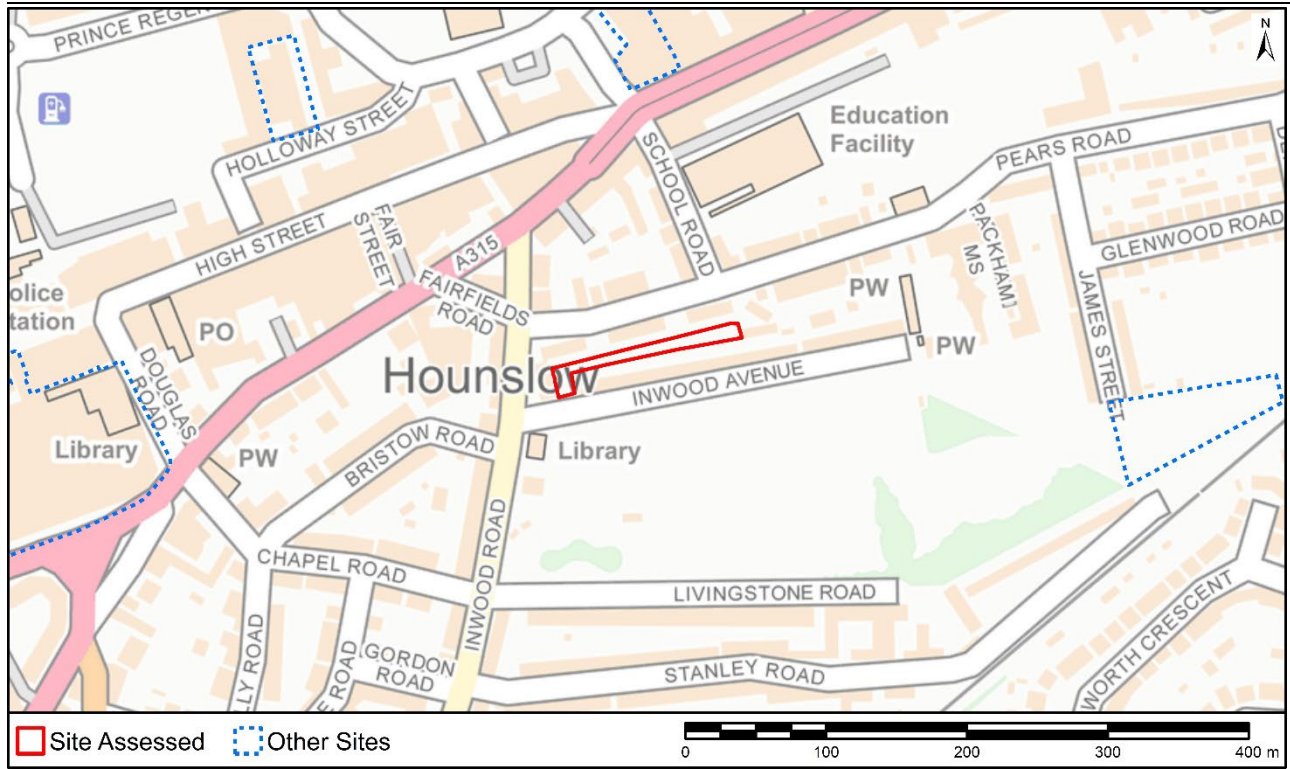 PRINCE REGEN
N
HOLLOWAY STREET
Education
Facility
SCHOOL ROAD
PEARS ROAD
HIGH STREET
FAIR
STREET
A315
PACKHAM
MS
GLENWOOD ROAD
olice
tation
PO
FAIRFIELDS
ROAD
PW
JAMES STREET
PW
DOUGLAS
ROAD
Hounslow
INWOOD AVENUE
Library
PW
BRISTOW ROAD
Library
CHAPEL ROAD
INWOOD ROAD
LIVINGSTONE ROAD
LLY ROAD
E ROAD
GORDON
ROAD
STANLEY ROAD
WORTH CRESCENT
Site Assessed
Other Sites
0
100
200
300
400 m